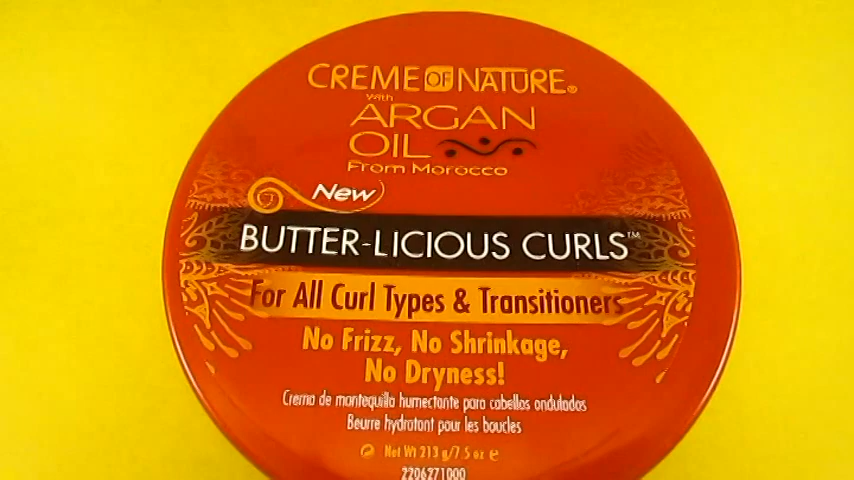 CREME OF NATURE®
With
ARGAN
OIL
From Morocco
New
BUTTER-LICIOUS CURLS™
For All Curl Types & Transitioners
No Frizz, No Shrinkage,
No Dryness!
Crema de mantequilla humectante para cabellos ondulados
Beurre hydratant pour les boucles
Net Wt 213 g/7.5 oz e
2206271000